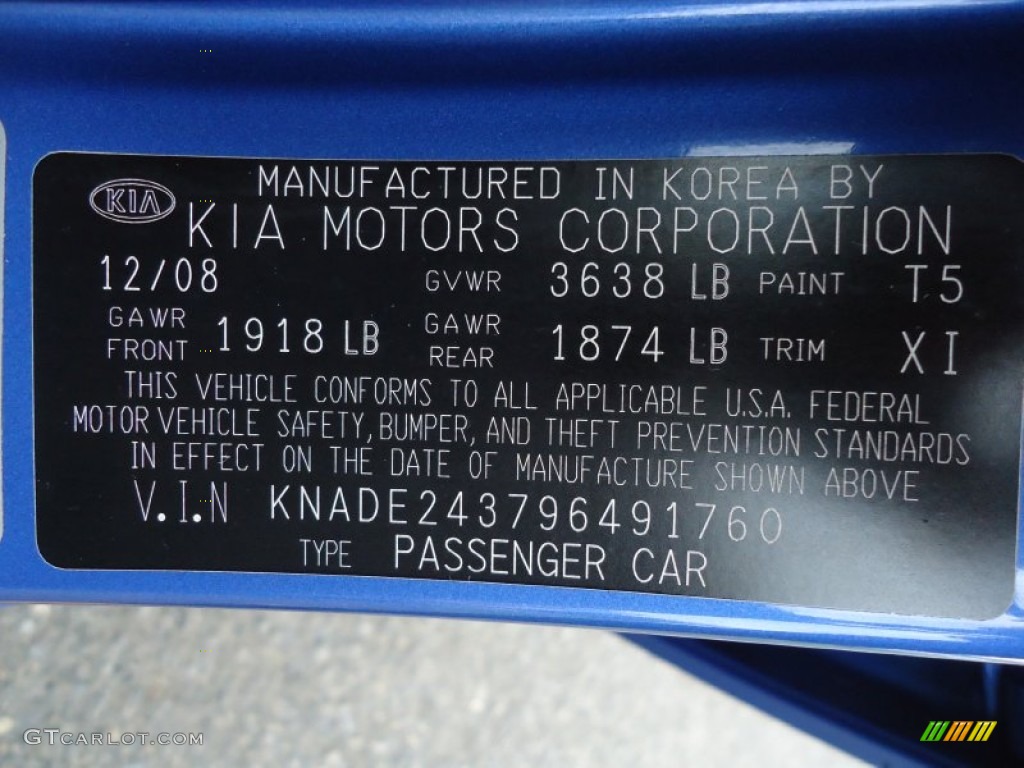 MANUFACTURED IN KOREA BY
KIA KIA MOTORS CORPORATION
12/08 GVWR 3638 LB PAINT T5
GAWR FRONT 1918 LB GAWR REAR 1874 LB TRIM XI
THIS VEHICLE CONFORMS TO ALL APPLICABLE U.S.A. FEDERAL
MOTOR VEHICLE SAFETY, BUMPER, AND THEFT PREVENTION STANDARDS
IN EFFECT ON THE DATE OF MANUFACTURE SHOWN ABOVE
V.I.N KNADE243796491760
TYPE PASSENGER CAR
GTCARLOT.COM